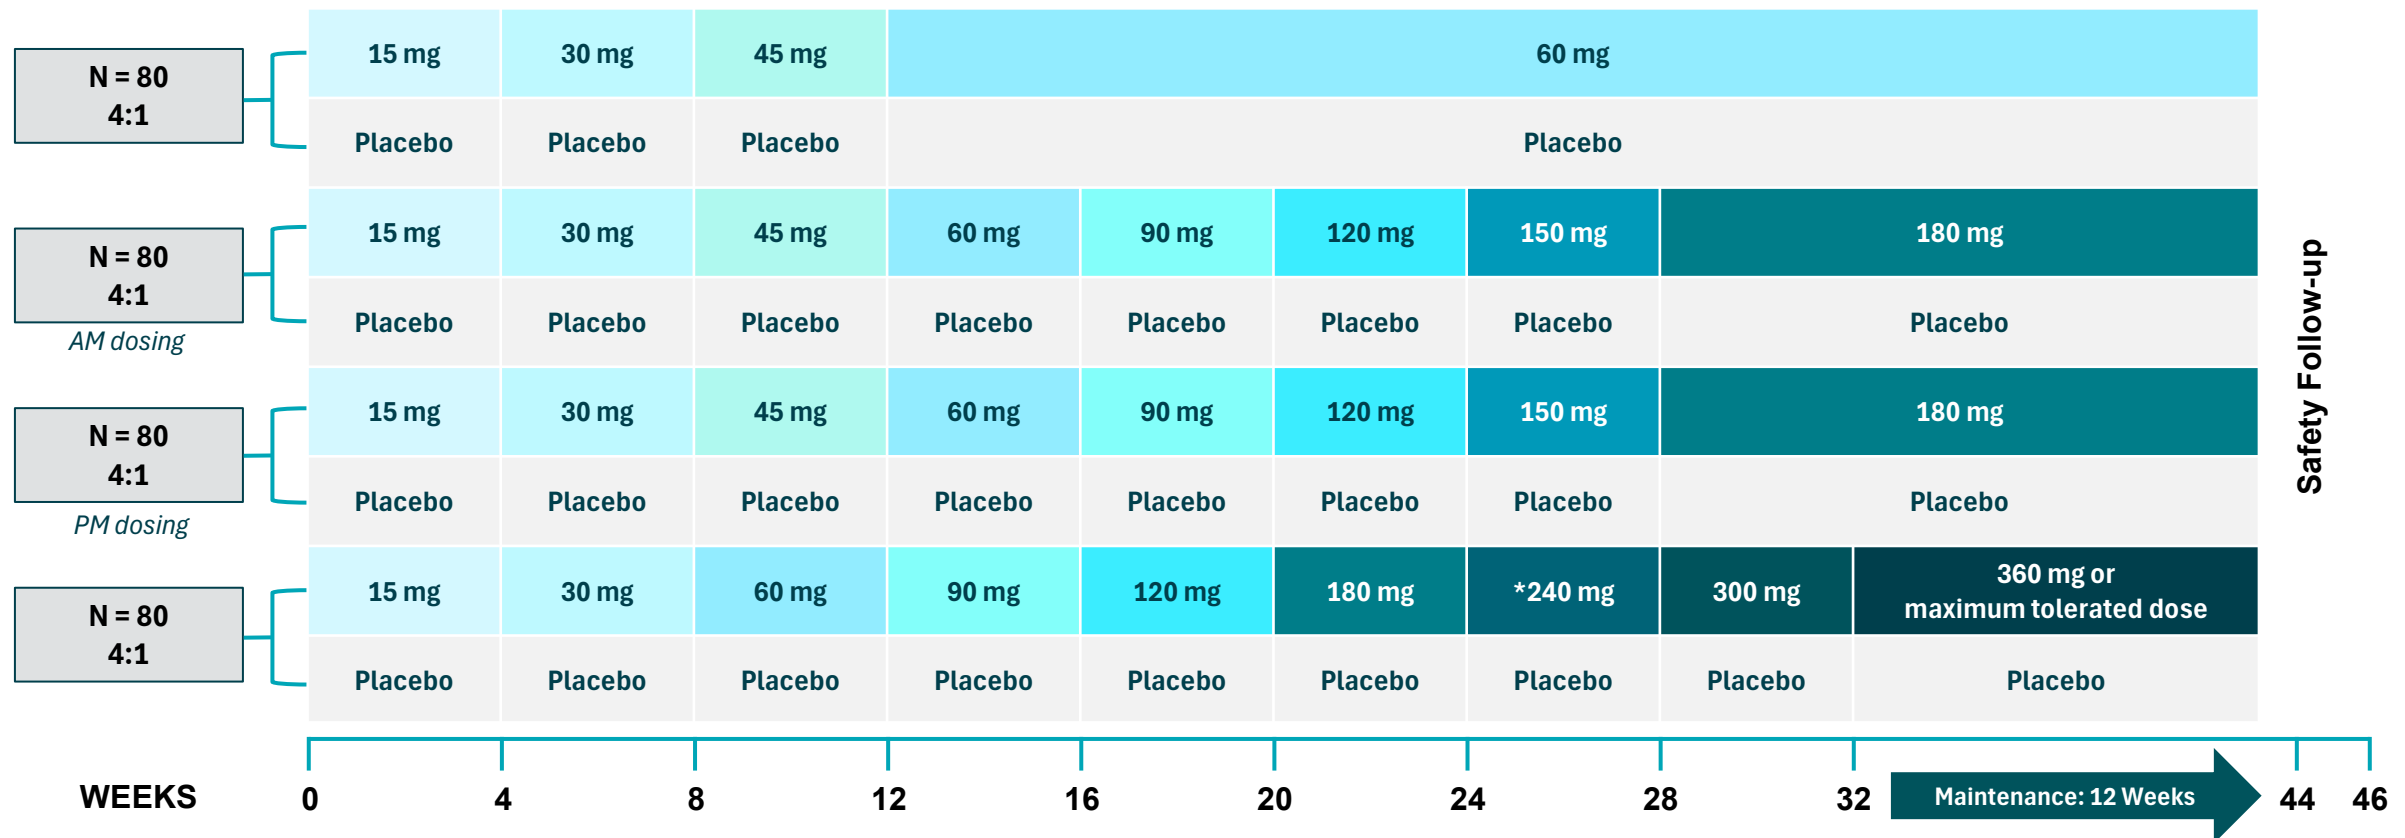 N = 80
4:1
15 mg
30 mg
45 mg
60 mg
Placebo
Placebo
Placebo
Placebo
N = 80
4:1
AM dosing
15 mg
30 mg
45 mg
60 mg
90 mg
120 mg
150 mg
180 mg
Placebo
Placebo
Placebo
Placebo
Placebo
Placebo
Placebo
Placebo
N = 80
4:1
PM dosing
15 mg
30 mg
45 mg
60 mg
90 mg
120 mg
150 mg
180 mg
Placebo
Placebo
Placebo
Placebo
Placebo
Placebo
Placebo
Placebo
N = 80
4:1
15 mg
30 mg
60 mg
90 mg
120 mg
180 mg
*240 mg
300 mg
360 mg or
maximum tolerated dose
Placebo
Placebo
Placebo
Placebo
Placebo
Placebo
Placebo
Placebo
Placebo
Safety Follow-up
WEEKS
0
4
8
12
16
20
24
28
32
Maintenance: 12 Weeks
44
46